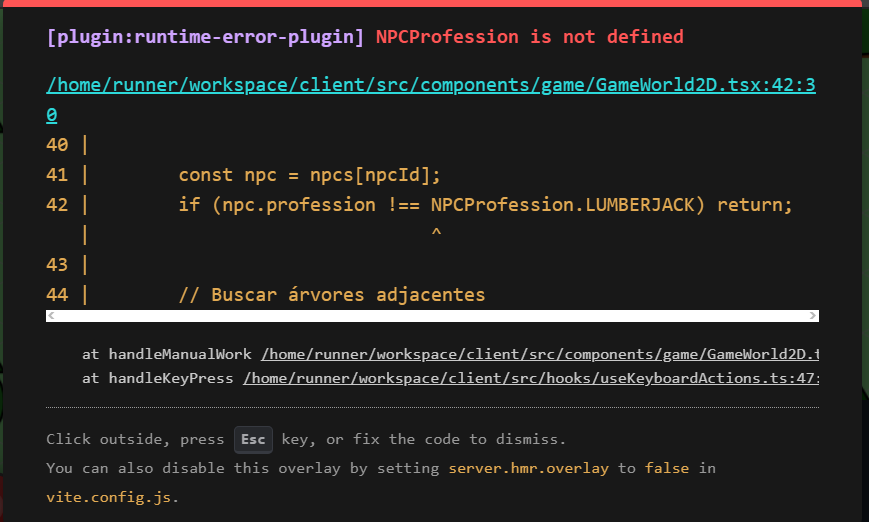 [plugin:runtime-error-plugin] NPCProfession is not defined
/home/runner/workspace/client/src/components/game/GameWorld2D.tsx:42:3
0
40 |
41 |        const npc = npcs[npcId];
42 |        if (npc.profession !== NPCProfession.LUMBERJACK) return;
   |                               ^
43 |
44 |        // Buscar árvores adjacentes
at handleManualWork /home/runner/workspace/client/src/components/game/GameWorld2D.t
at handleKeyPress /home/runner/workspace/client/src/hooks/useKeyboardActions.ts:47:
Click outside, press Esc key, or fix the code to dismiss.
You can also disable this overlay by setting server.hmr.overlay to false in
vite.config.js.